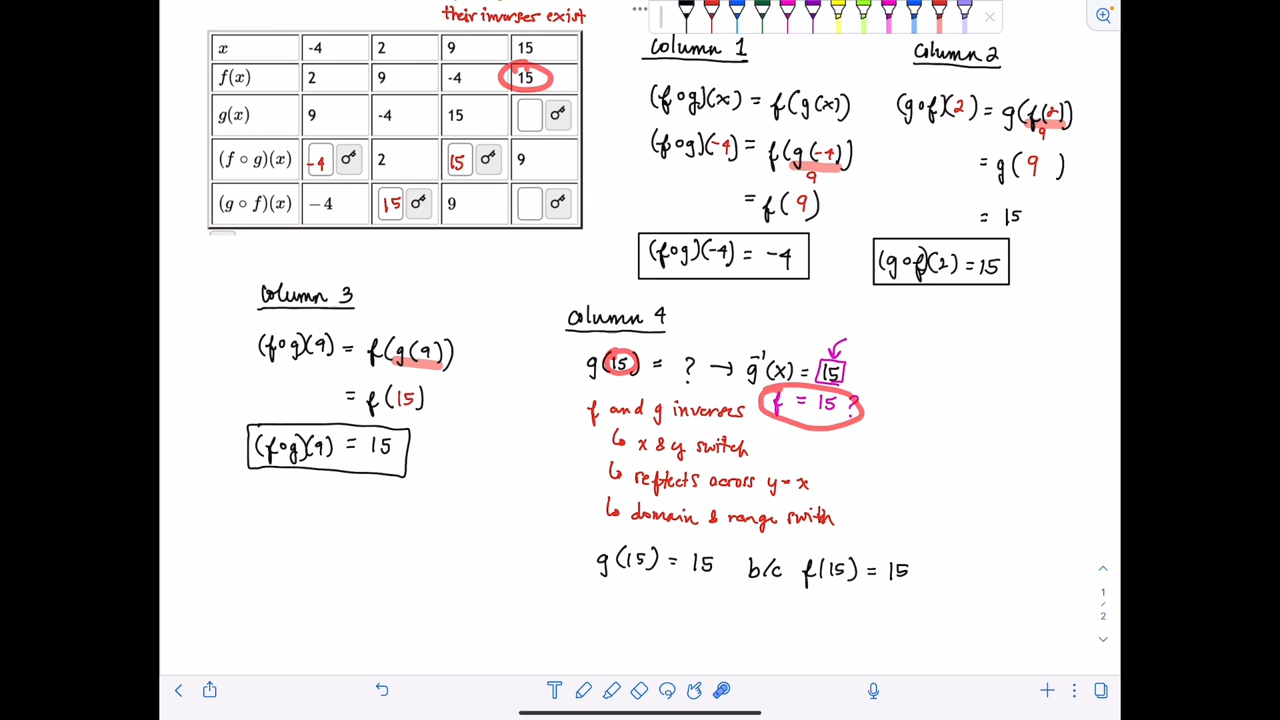 their inverses exist
x -4 2 9 15
f(x) 2 9 -4 15
g(x) 9 -4 15
(f ∘ g)(x) -4 2 15 9
(g ∘ f)(x) -4 15 9
Column 1
(f∘g)(x) = f(g(x))
(f∘g)(-4) = f(g(-4))
9
= f(9)
(f∘g)(-4) = -4
Column 2
(g∘f)(2) = g(f(2))
9
= g(9)
= 15
(g∘f)(2) = 15
Column 3
(f∘g)(9) = f(g(9))
= f(15)
(f∘g)(9) = 15
Column 4
g(15) = ? → g⁻¹(x) = 15
f = 15?
f and g inverses
↳ x & y switch
↳ reflects across y=x
↳ domain & range switch
g(15) = 15 b/c f(15) = 15
1
/
2
T